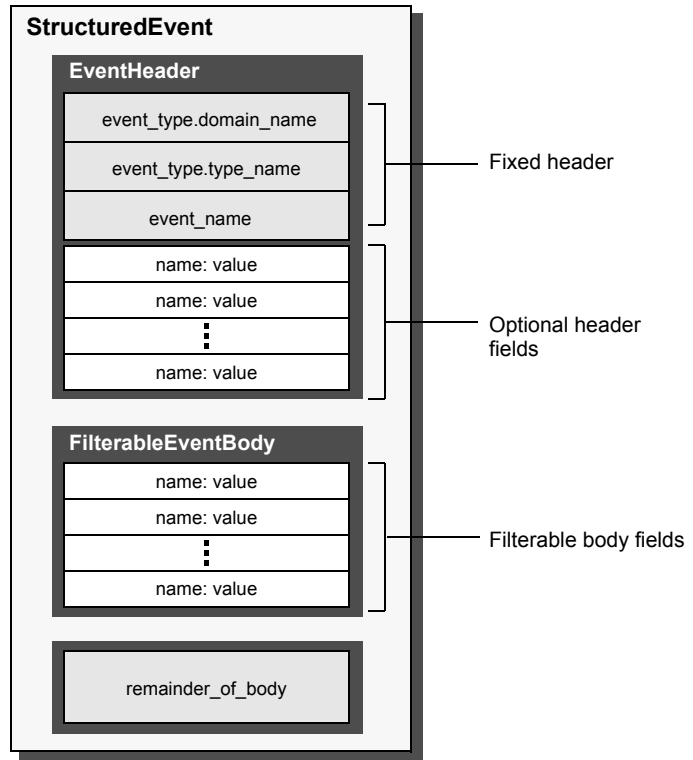 StructuredEvent
EventHeader
event_type.domain_name
event_type.type_name
event_name
Fixed header
name: value
name: value
name: value
Optional header
fields
FilterableEventBody
name: value
name: value
name: value
Filterable body fields
remainder_of_body